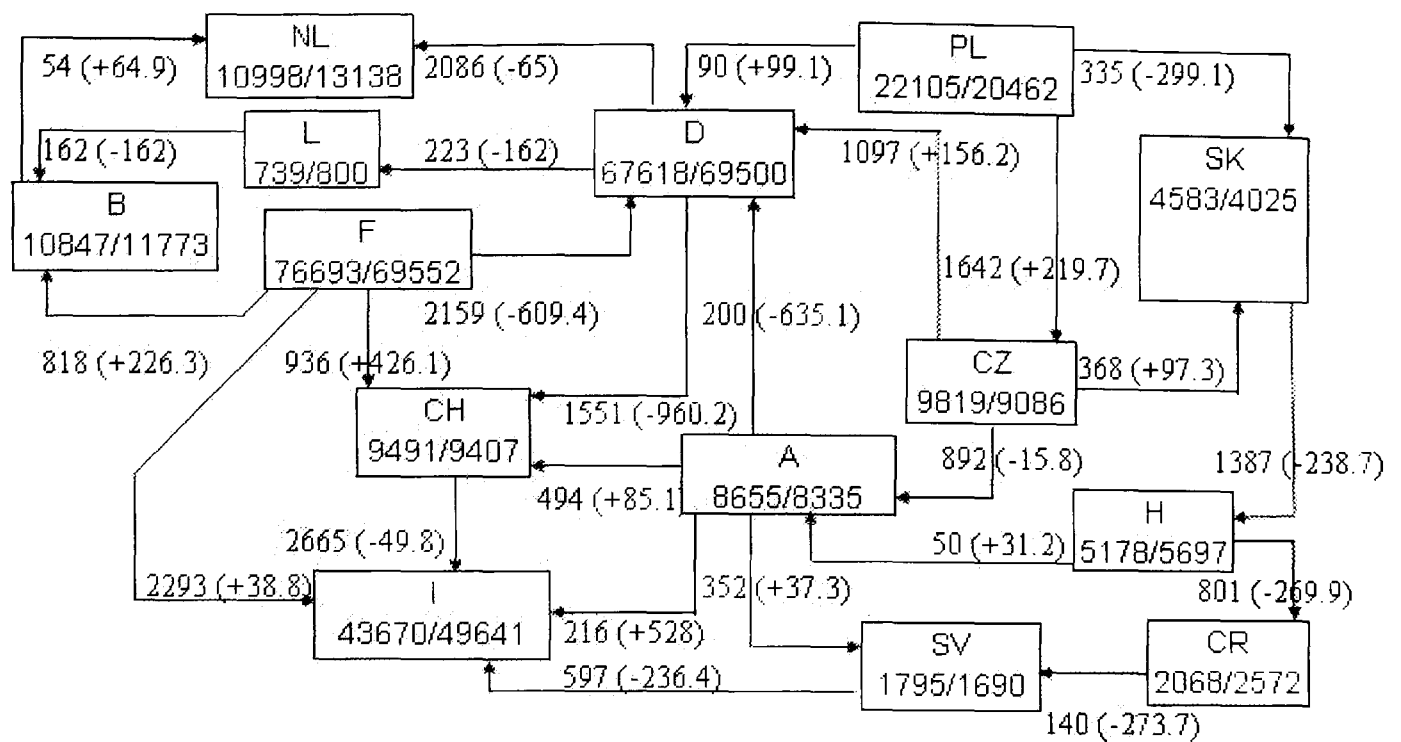 NL
10998/13138
54 (+64.9)
2086 (-65)
90 (+99.1)
PL
22105/20462
335 (-299.1)
L
739/800
162 (-162)
223 (-162)
D
67618/69500
1097 (+156.2)
SK
4583/4025
B
10847/11773
F
76693/69552
2159 (-609.4)
200 (-635.1)
1642 (+219.7)
818 (+226.3)
936 (+426.1)
CZ
9819/9086
368 (+97.3)
CH
9491/9407
1551 (-960.2)
A
8655/8335
892 (-15.8)
1387 (-238.7)
494 (+85.1)
H
5178/5697
2665 (-49.8)
50 (+31.2)
2293 (+38.8)
I
43670/49641
352 (+37.3)
801 (-269.9)
216 (+528)
SV
1795/1690
CR
2068/2572
597 (-236.4)
140 (-273.7)